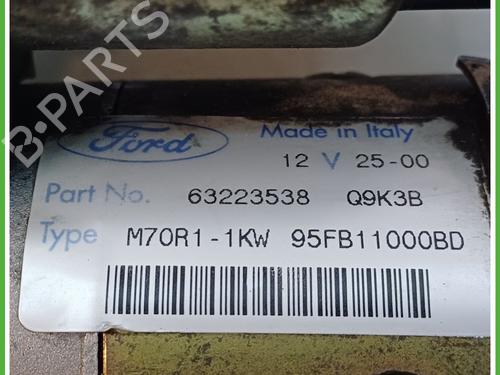 B-PARTS
Ford
Made in Italy
12 V 25-00
Part No. 63223538 Q9K3B
Type M70R1-1KW 95FB11000BD